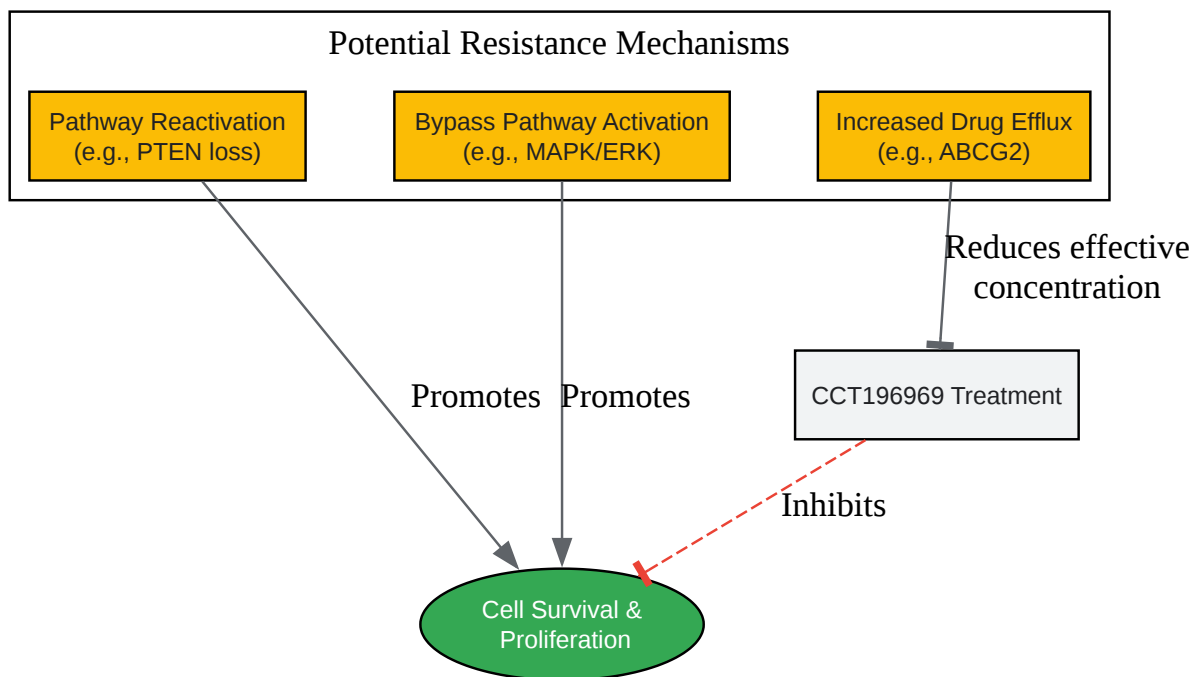 Potential Resistance Mechanisms
Pathway Reactivation
(e.g., PTEN loss)
Bypass Pathway Activation
(e.g., MAPK/ERK)
Increased Drug Efflux
(e.g., ABCG2)
Reduces effective
concentration
Promotes
Promotes
CCT196969 Treatment
Inhibits
Cell Survival &
Proliferation